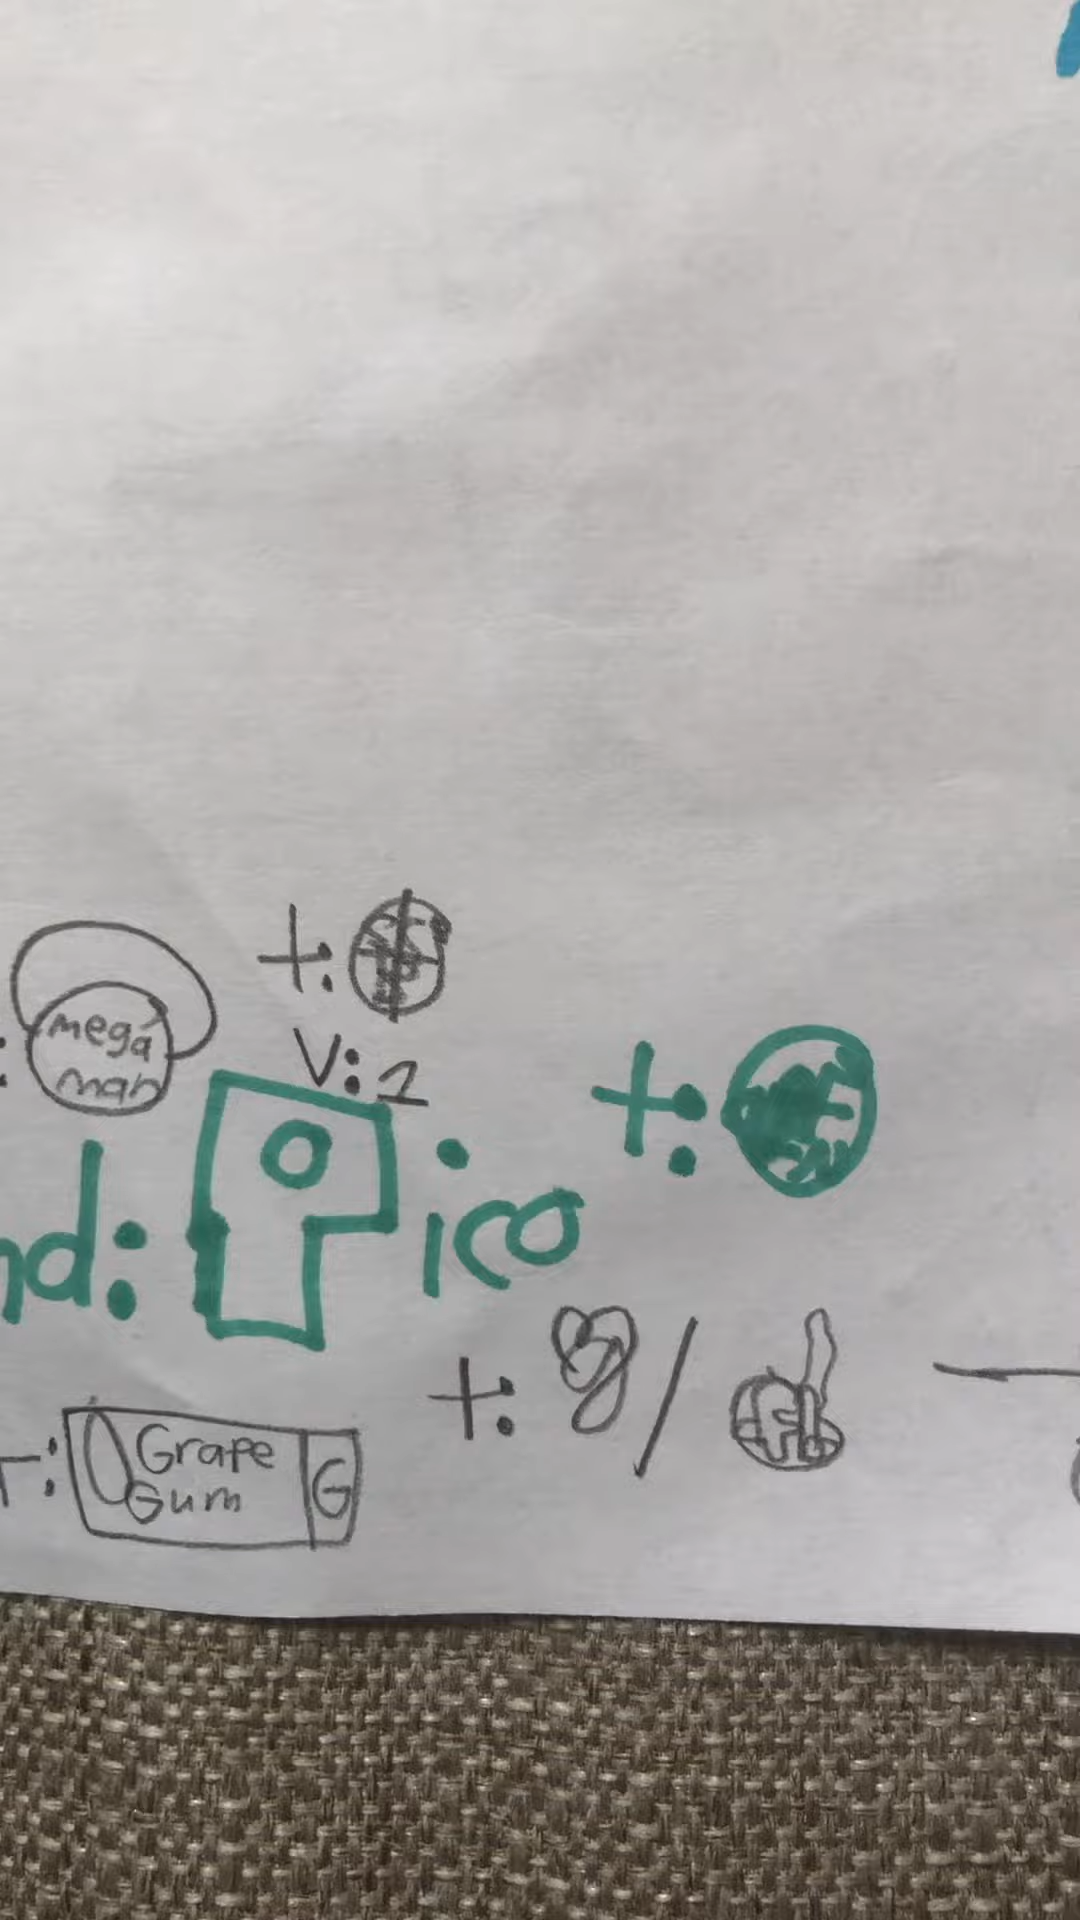 : mega man +:
V: 1
nd: Pico +:
r: Grape Gum G +: /